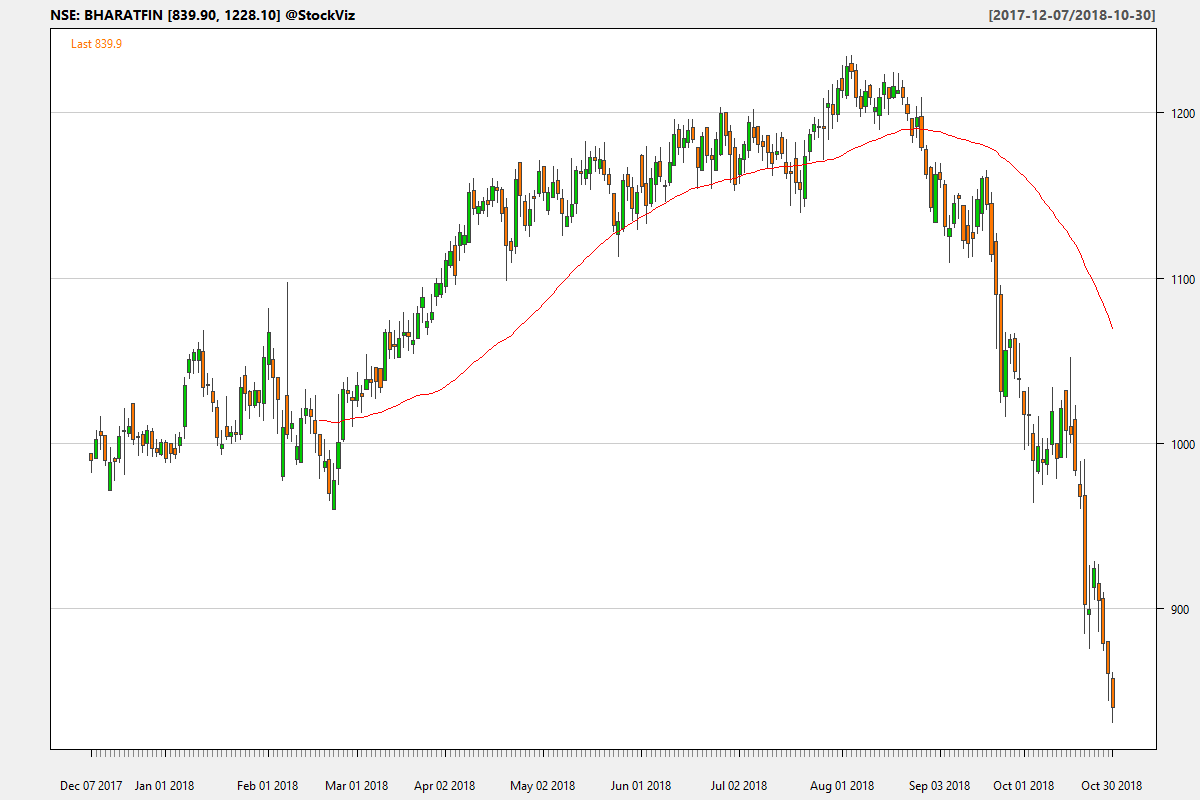 NSE: BHARATFIN [839.90, 1228.10] @StockViz [2017-12-07/2018-10-30]
Last 839.9
1200
1100
1000
900
Dec 07 2017 Jan 01 2018 Feb 01 2018 Mar 01 2018 Apr 02 2018 May 02 2018 Jun 01 2018 Jul 02 2018 Aug 01 2018 Sep 03 2018 Oct 01 2018 Oct 30 2018